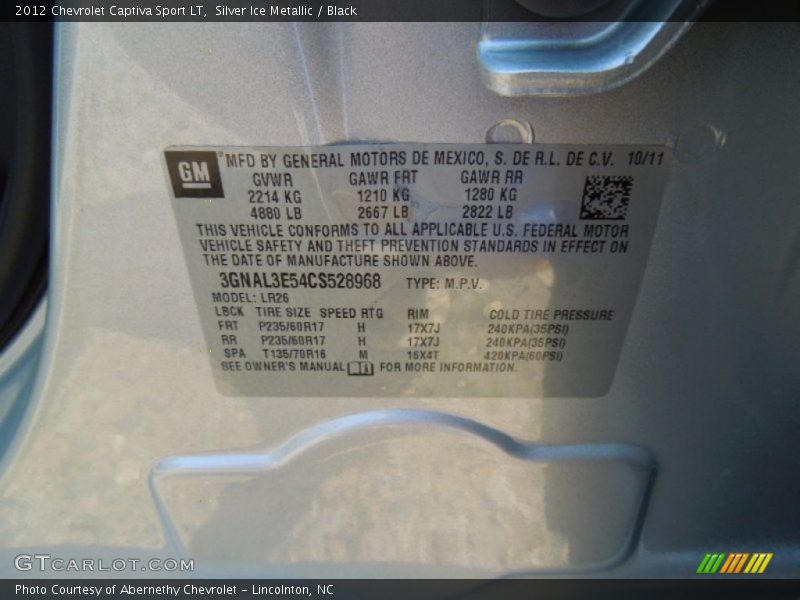 2012 Chevrolet Captiva Sport LT, Silver Ice Metallic / Black
GM MFD BY GENERAL MOTORS DE MEXICO, S. DE R.L. DE C.V. 10/11
GVWR GAWR FRT GAWR RR
2214 KG 1210 KG 1280 KG
4880 LB 2667 LB 2822 LB
THIS VEHICLE CONFORMS TO ALL APPLICABLE U.S. FEDERAL MOTOR
VEHICLE SAFETY AND THEFT PREVENTION STANDARDS IN EFFECT ON
THE DATE OF MANUFACTURE SHOWN ABOVE.
3GNAL3E54CS528968 TYPE: M.P.V.
MODEL: LR26
LBCK TIRE SIZE SPEED RTG RIM COLD TIRE PRESSURE
FRT P235/60R17 H 17X7J 240KPA(35PSI)
RR P235/60R17 H 17X7J 240KPA(35PSI)
SPA T135/70R16 M 16X4T 420KPA(60PSI)
SEE OWNER'S MANUAL FOR MORE INFORMATION.
GTCARLOT.COM
Photo Courtesy of Abernethy Chevrolet - Lincolnton, NC